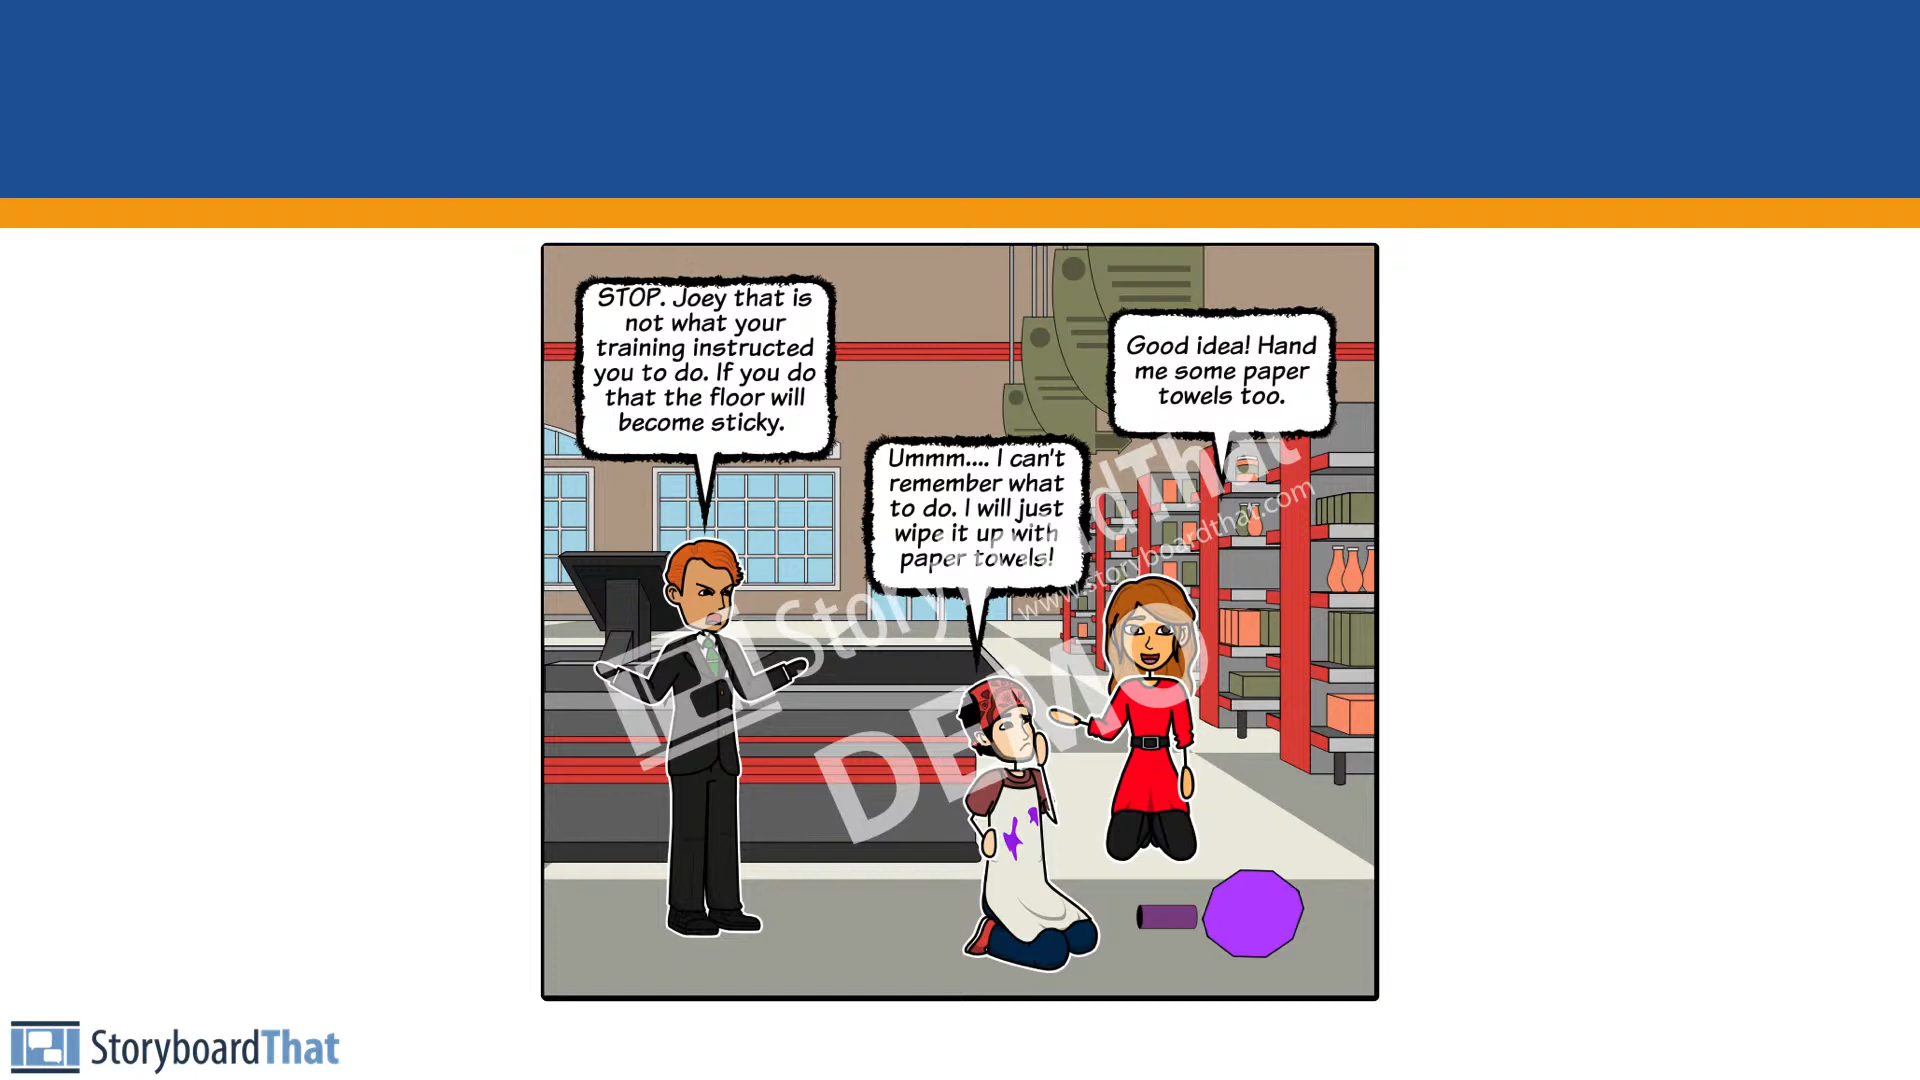 STOP. Joey that is
not what your
training instructed
you to do. If you do
that the floor will
become sticky.
Ummm.... I can't
remember what
to do. I will just
wipe it up with
paper towels!
Good idea! Hand
me some paper
towels too.
StoryboardThat
www.storyboardthat.com
DEMO
StoryboardThat